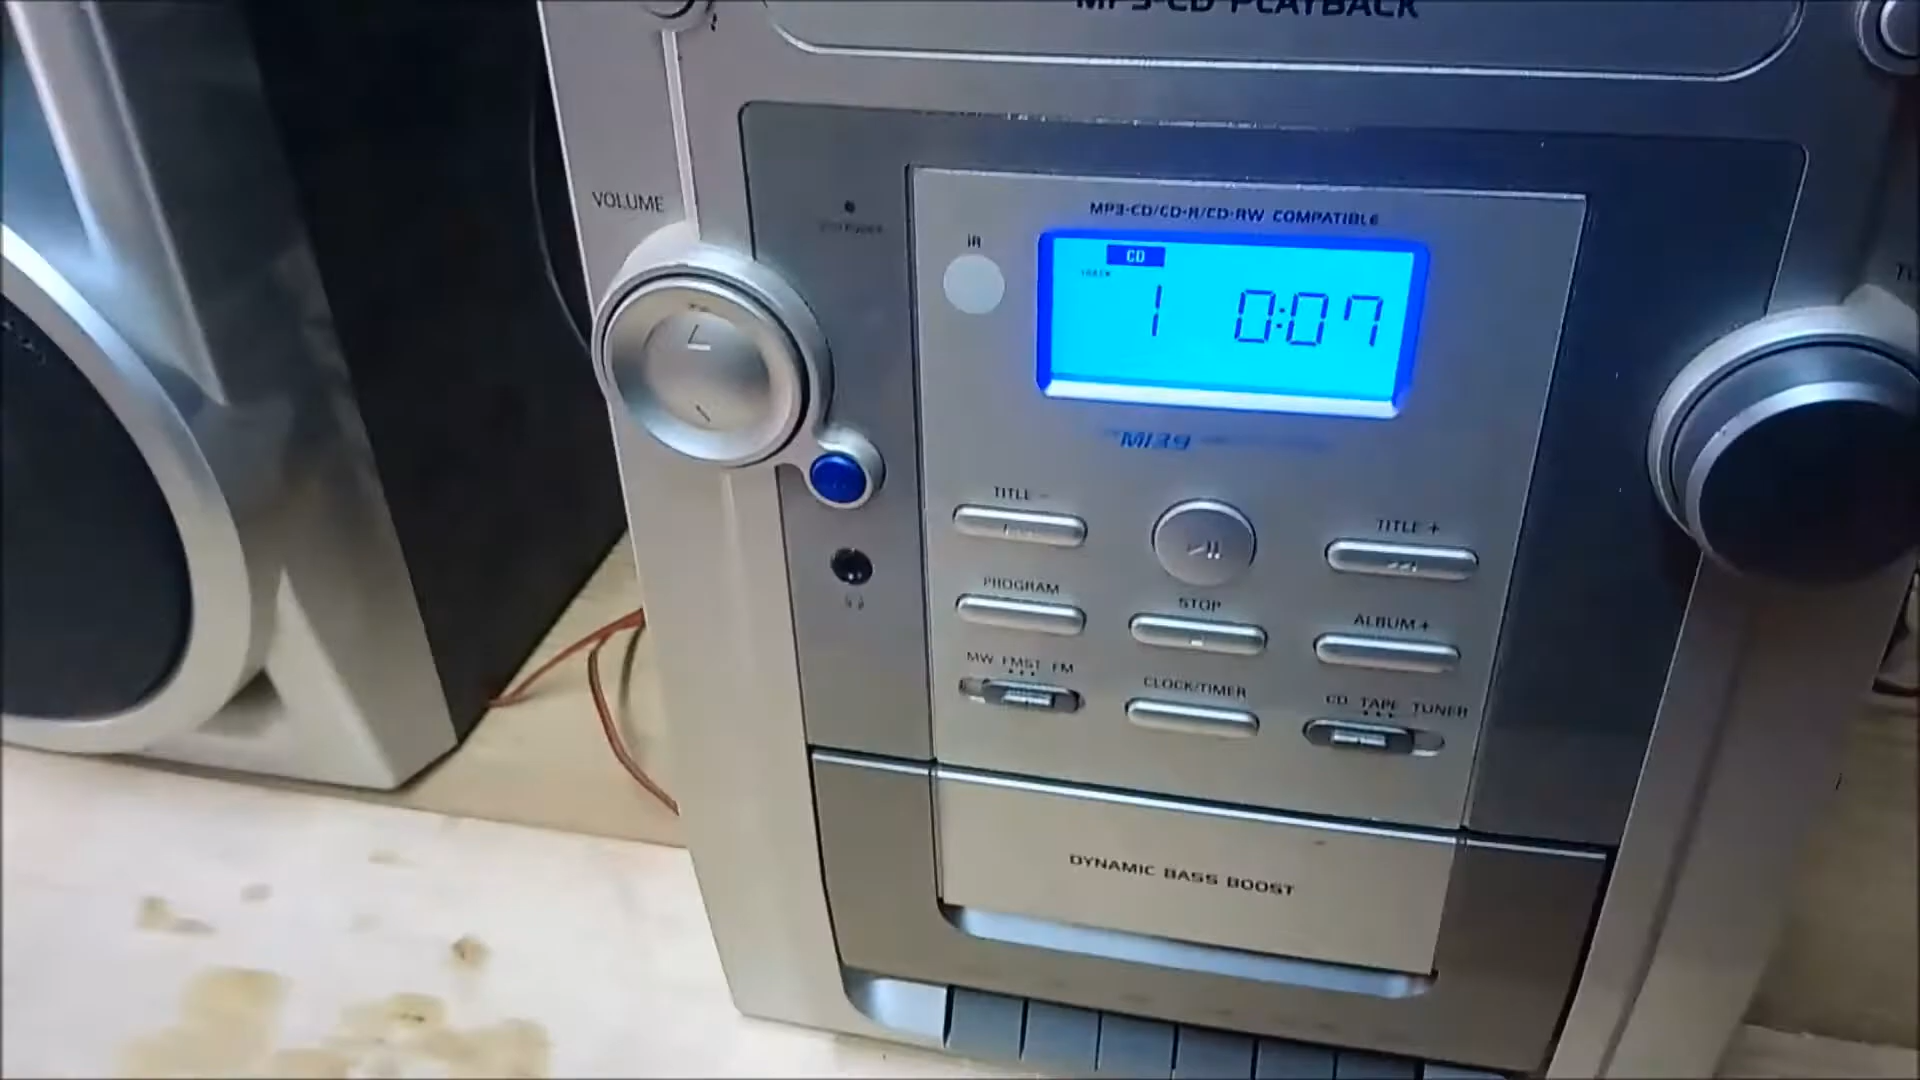 MP3-CD PLAYBACK
VOLUME
MP3-CD/CD-R/CD-RW COMPATIBLE
iR
CD
TRACK
1 0:07
TITLE -
TITLE +
PROGRAM
STOP
ALBUM+
MW FMST FM
CLOCK/TIMER
CD TAPE TUNER
DYNAMIC BASS BOOST